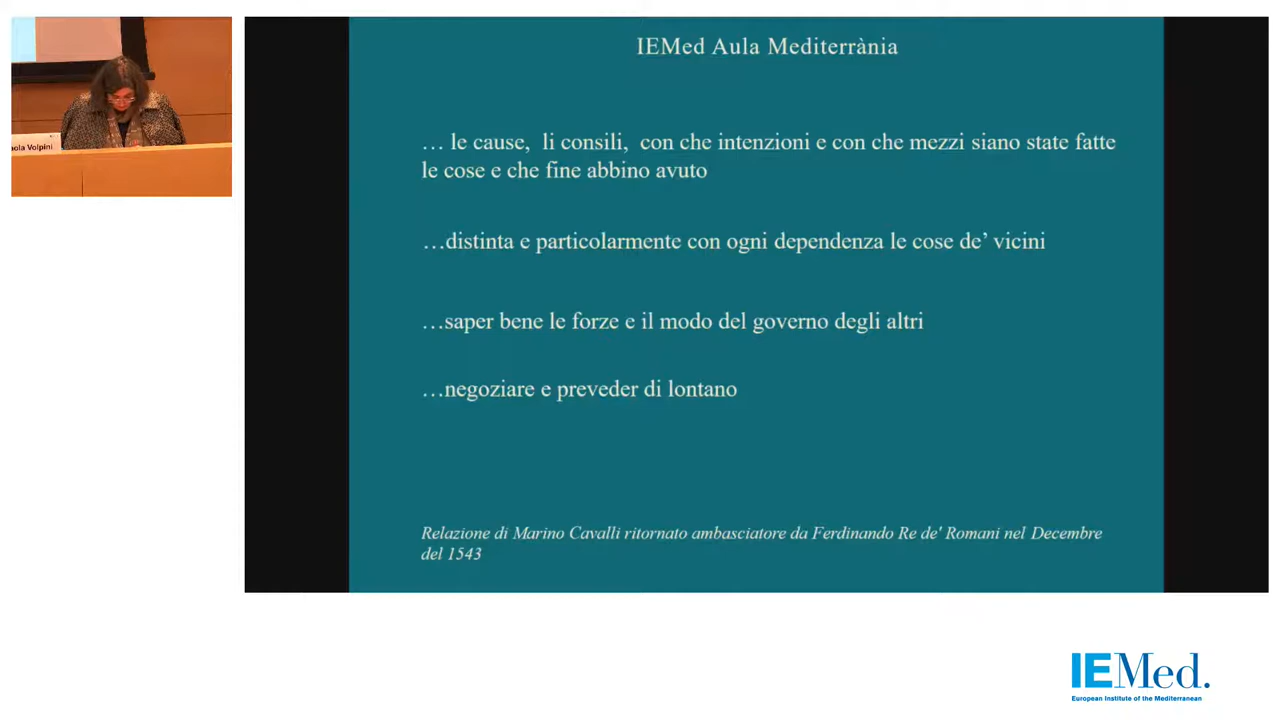 IEMed Aula Mediterrània
… le cause, li consili, con che intenzioni e con che mezzi siano state fatte
le cose e che fine abbino avuto
…distinta e particolarmente con ogni dependenza le cose de’ vicini
…saper bene le forze e il modo del governo degli altri
…negoziare e preveder di lontano
Relazione di Marino Cavalli ritornato ambasciatore da Ferdinando Re de' Romani nel Decembre
del 1543
ola Volpini
IEMed.
European Institute of the Mediterranean